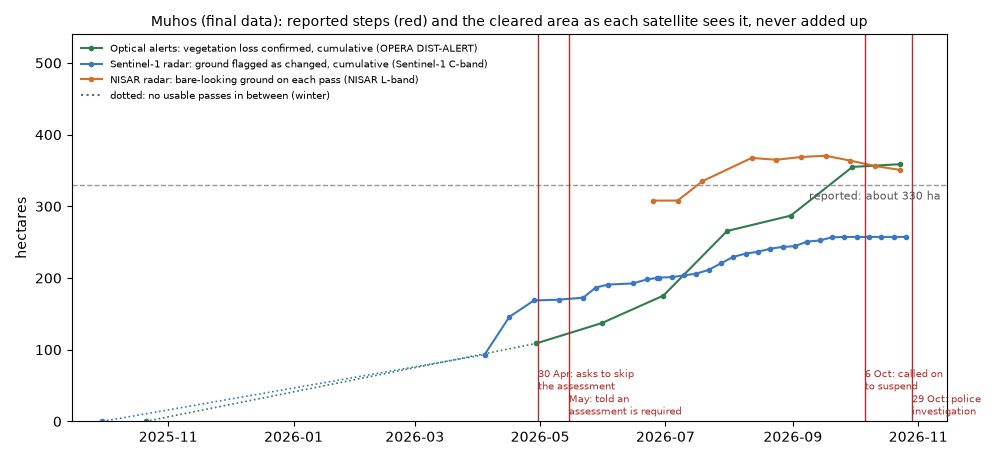 Muhos (final data): reported steps (red) and the cleared area as each satellite sees it, never added up
Optical alerts: vegetation loss confirmed, cumulative (OPERA DIST-ALERT)
Sentinel-1 radar: ground flagged as changed, cumulative (Sentinel-1 C-band)
NISAR radar: bare-looking ground on each pass (NISAR L-band)
dotted: no usable passes in between (winter)
hectares
500
400
300
200
100
0
reported: about 330 ha
30 Apr: asks to skip
the assessment
May: told an
assessment is required
6 Oct: called on
to suspend
29 Oct: police
investigation
2025-11
2026-01
2026-03
2026-05
2026-07
2026-09
2026-11